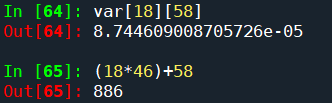 In [64]: var[18][58]
Out[64]: 8.744609008705726e-05
In [65]: (18*46)+58
Out[65]: 886